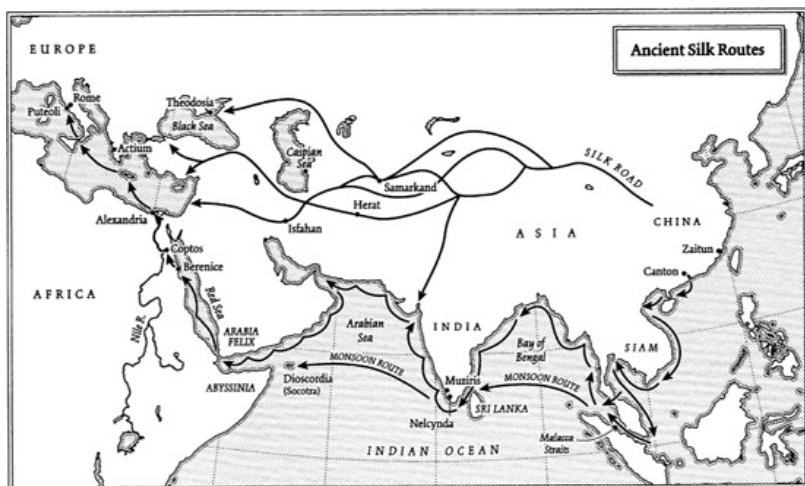 EUROPE
Ancient Silk Routes
Rome
Puteoli
Theodosia
Black Sea
Actium
Caspian
Sea
SILK ROAD
Samarkand
Herat
Alexandria
Isfahan
CHINA
ASIA
Zaitun
Coptos
Canton
Berenice
AFRICA
Red Sea
Nile R.
ARABIA
FELIX
Arabian
Sea
INDIA
Bay of
Bengal
SIAM
MONSOON ROUTE
ABYSSINIA
Dioscordia
(Socotra)
Muziris
MONSOON ROUTE
Nelcynda
SRI LANKA
Malacca
Straits
INDIAN OCEAN